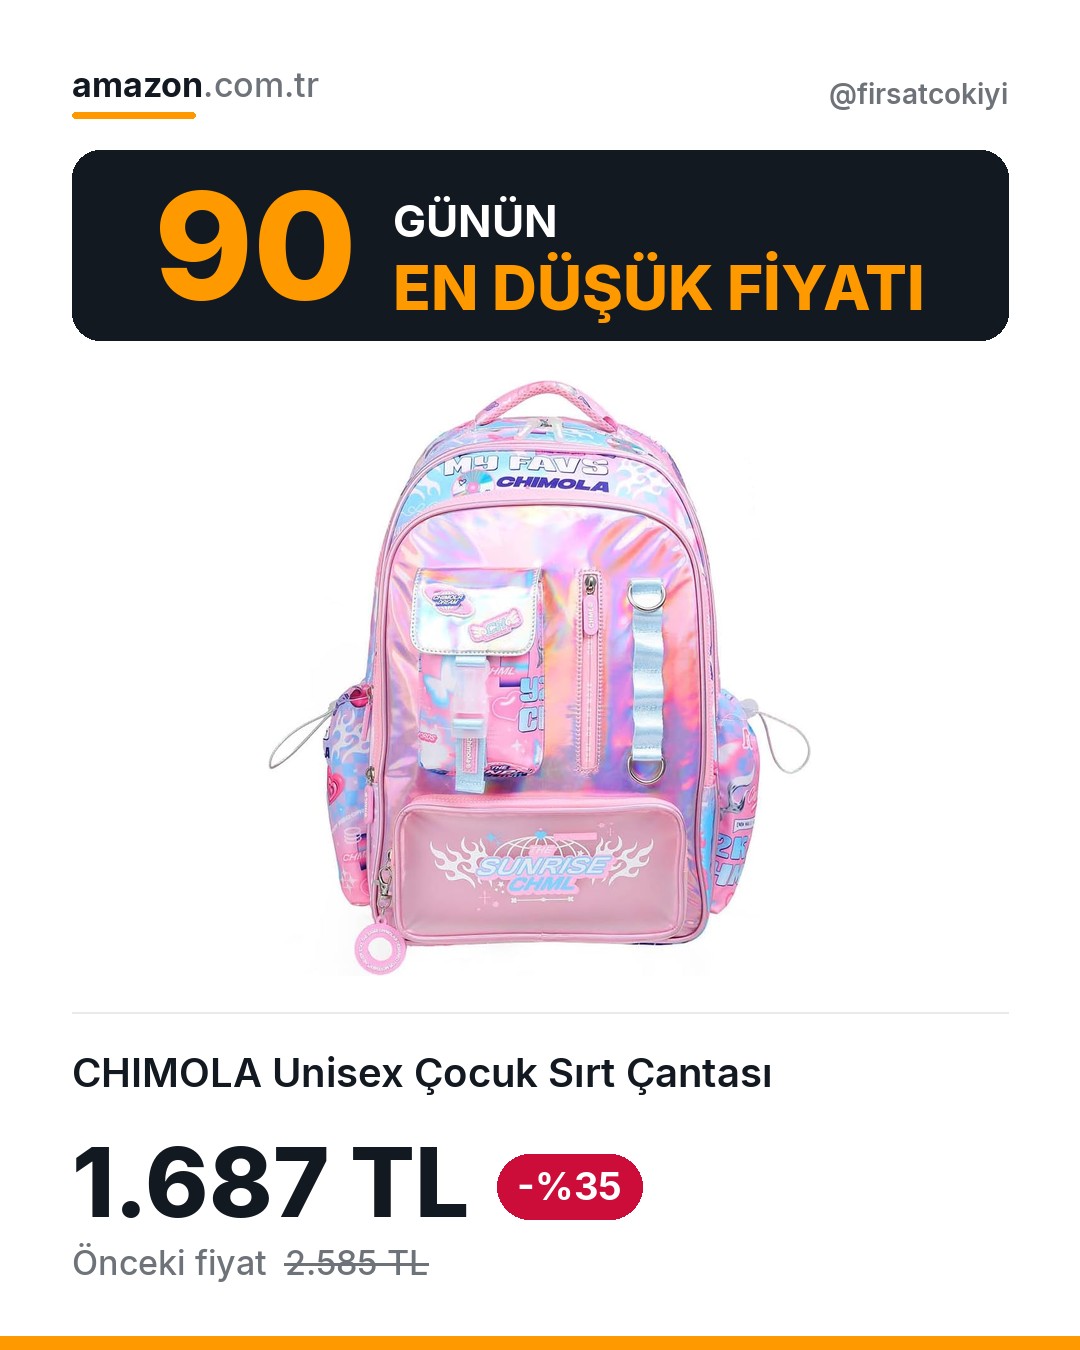 amazon.com.tr
@firsatcokiyi
90
GÜNÜN
EN DÜŞÜK FİYATI
MY FAVS
CHIMOLA
THE
SUNRISE
CHML
CHIMOLA Unisex Çocuk Sırt Çantası
1.687 TL
-%35
Önceki fiyat 2.585 TL